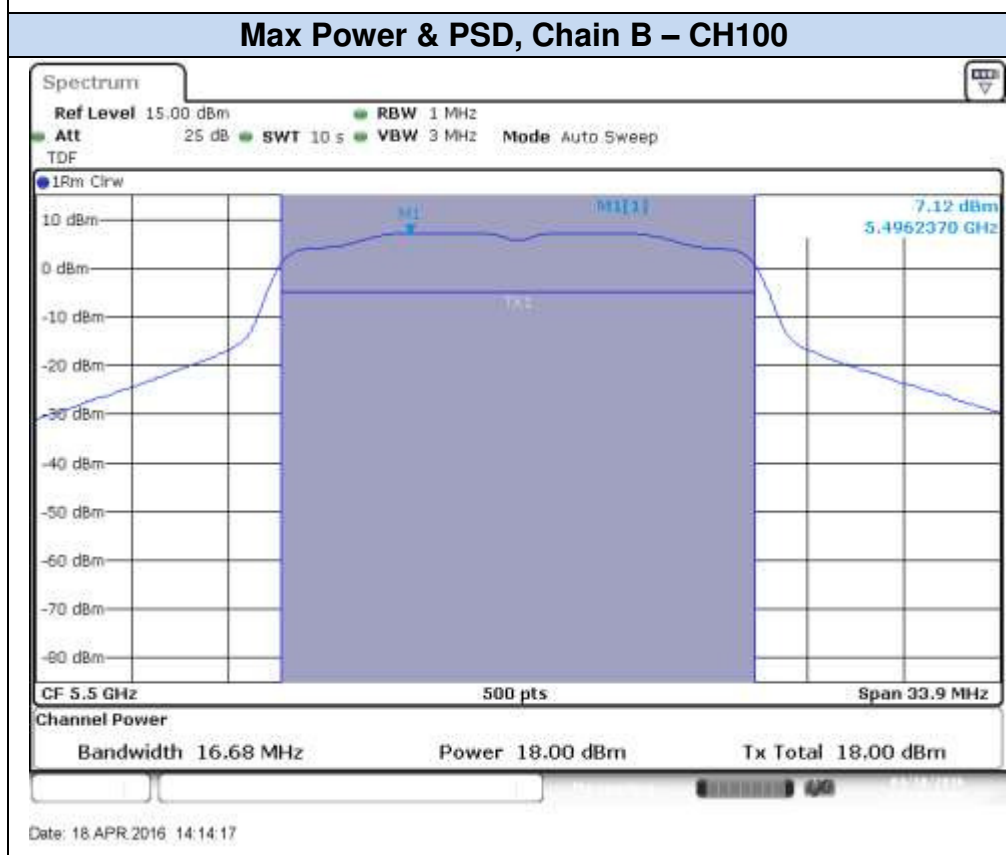 Max Power & PSD, Chain B – CH100
Spectrum
Ref Level 15.00 dBm RBW 1 MHz
Att 25 dB SWT 10 s VBW 3 MHz Mode Auto Sweep
TDF
1Rm Clrw
M1[1] 7.12 dBm
5.4962370 GHz
M1
10 dBm
0 dBm
-10 dBm
-20 dBm
-30 dBm
-40 dBm
-50 dBm
-60 dBm
-70 dBm
-80 dBm
CF 5.5 GHz 500 pts Span 33.9 MHz
Channel Power
Bandwidth 16.68 MHz Power 18.00 dBm Tx Total 18.00 dBm
Date: 18.APR.2016 14:14:17